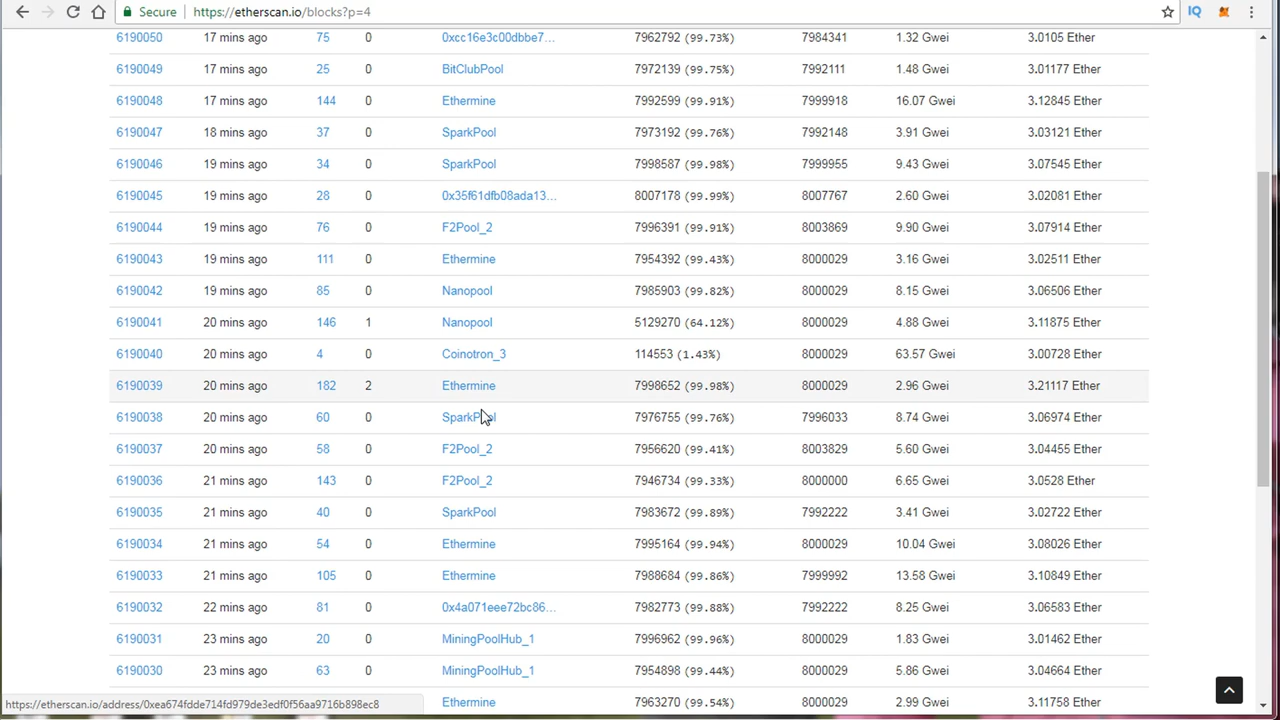 Secure https://etherscan.io/blocks?p=4 IQ
6190050 17 mins ago 75 0 0xcc16e3c00dbbe7... 7962792 (99.73%) 7984341 1.32 Gwei 3.0105 Ether
6190049 17 mins ago 25 0 BitClubPool 7972139 (99.75%) 7992111 1.48 Gwei 3.01177 Ether
6190048 17 mins ago 144 0 Ethermine 7992599 (99.91%) 7999918 16.07 Gwei 3.12845 Ether
6190047 18 mins ago 37 0 SparkPool 7973192 (99.76%) 7992148 3.91 Gwei 3.03121 Ether
6190046 19 mins ago 34 0 SparkPool 7998587 (99.98%) 7999955 9.43 Gwei 3.07545 Ether
6190045 19 mins ago 28 0 0x35f61dfb08ada13... 8007178 (99.99%) 8007767 2.60 Gwei 3.02081 Ether
6190044 19 mins ago 76 0 F2Pool_2 7996391 (99.91%) 8003869 9.90 Gwei 3.07914 Ether
6190043 19 mins ago 111 0 Ethermine 7954392 (99.43%) 8000029 3.16 Gwei 3.02511 Ether
6190042 19 mins ago 85 0 Nanopool 7985903 (99.82%) 8000029 8.15 Gwei 3.06506 Ether
6190041 20 mins ago 146 1 Nanopool 5129270 (64.12%) 8000029 4.88 Gwei 3.11875 Ether
6190040 20 mins ago 4 0 Coinotron_3 114553 (1.43%) 8000029 63.57 Gwei 3.00728 Ether
6190039 20 mins ago 182 2 Ethermine 7998652 (99.98%) 8000029 2.96 Gwei 3.21117 Ether
6190038 20 mins ago 60 0 SparkPool 7976755 (99.76%) 7996033 8.74 Gwei 3.06974 Ether
6190037 20 mins ago 58 0 F2Pool_2 7956620 (99.41%) 8003829 5.60 Gwei 3.04455 Ether
6190036 21 mins ago 143 0 F2Pool_2 7946734 (99.33%) 8000000 6.65 Gwei 3.0528 Ether
6190035 21 mins ago 40 0 SparkPool 7983672 (99.89%) 7992222 3.41 Gwei 3.02722 Ether
6190034 21 mins ago 54 0 Ethermine 7995164 (99.94%) 8000029 10.04 Gwei 3.08026 Ether
6190033 21 mins ago 105 0 Ethermine 7988684 (99.86%) 7999992 13.58 Gwei 3.10849 Ether
6190032 22 mins ago 81 0 0x4a071eee72bc86... 7982773 (99.88%) 7992222 8.25 Gwei 3.06583 Ether
6190031 23 mins ago 20 0 MiningPoolHub_1 7996962 (99.96%) 8000029 1.83 Gwei 3.01462 Ether
6190030 23 mins ago 63 0 MiningPoolHub_1 7954898 (99.44%) 8000029 5.86 Gwei 3.04664 Ether
Ethermine 7963270 (99.54%) 8000029 2.99 Gwei 3.11758 Ether
https://etherscan.io/address/0xea674fdde714fd979de3edf0f56aa9716b898ec8